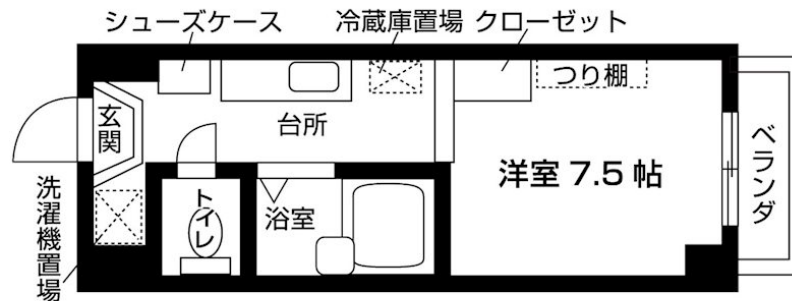 シューズケース
冷蔵庫置場
クローゼット
つり棚
玄関
台所
洋室 7.5 帖
ベランダ
洗濯機置場
トイレ
浴室